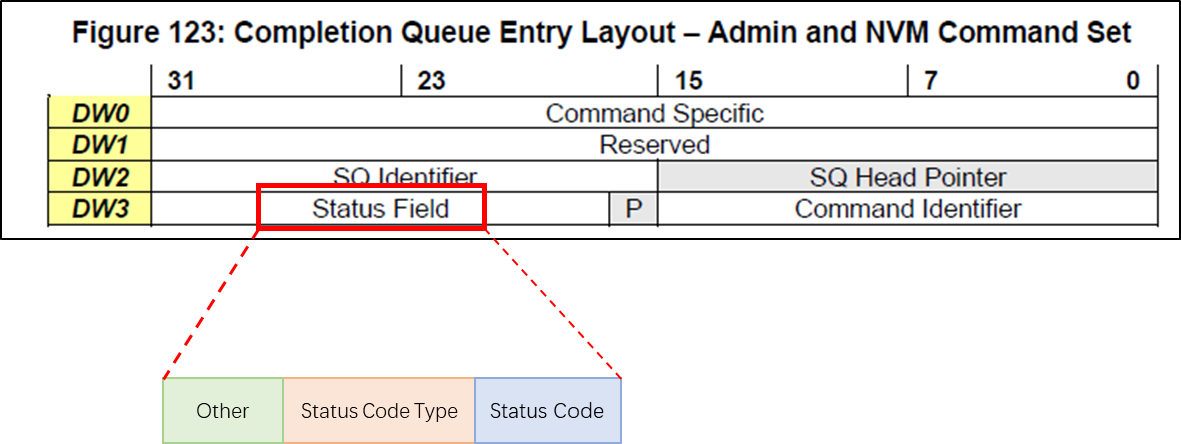 Figure 123: Completion Queue Entry Layout – Admin and NVM Command Set
31 23 15 7 0
DW0 Command Specific
DW1 Reserved
DW2 SQ Identifier SQ Head Pointer
DW3 Status Field P Command Identifier
Other Status Code Type Status Code